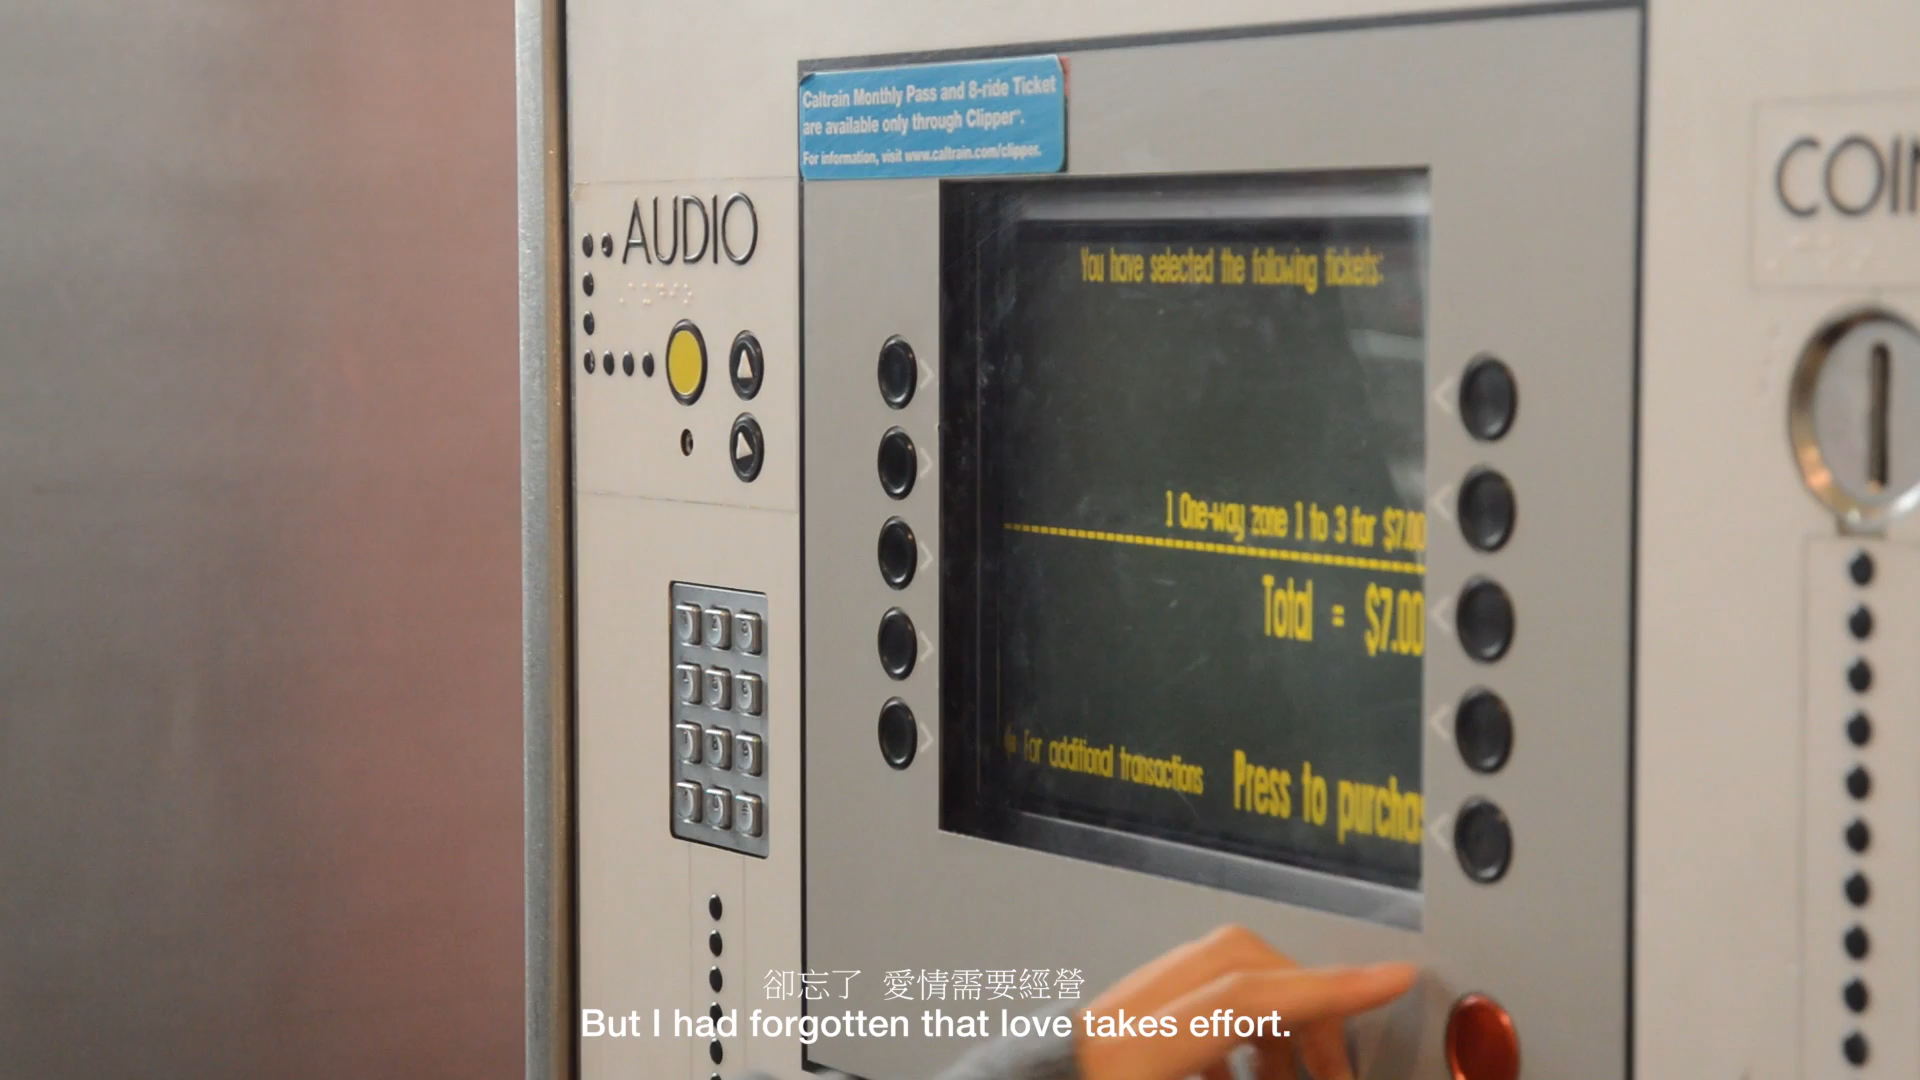 Caltrain Monthly Pass and 8-ride Ticket
are available only through Clipper℠.
For information, visit www.caltrain.com/clipper.
AUDIO
You have selected the following tickets:
1 One-way zone 1 to 3 for $7.00
Total = $7.00
For additional transactions
Press to purcha
COIN
卻忘了 愛情需要經營
But I had forgotten that love takes effort.